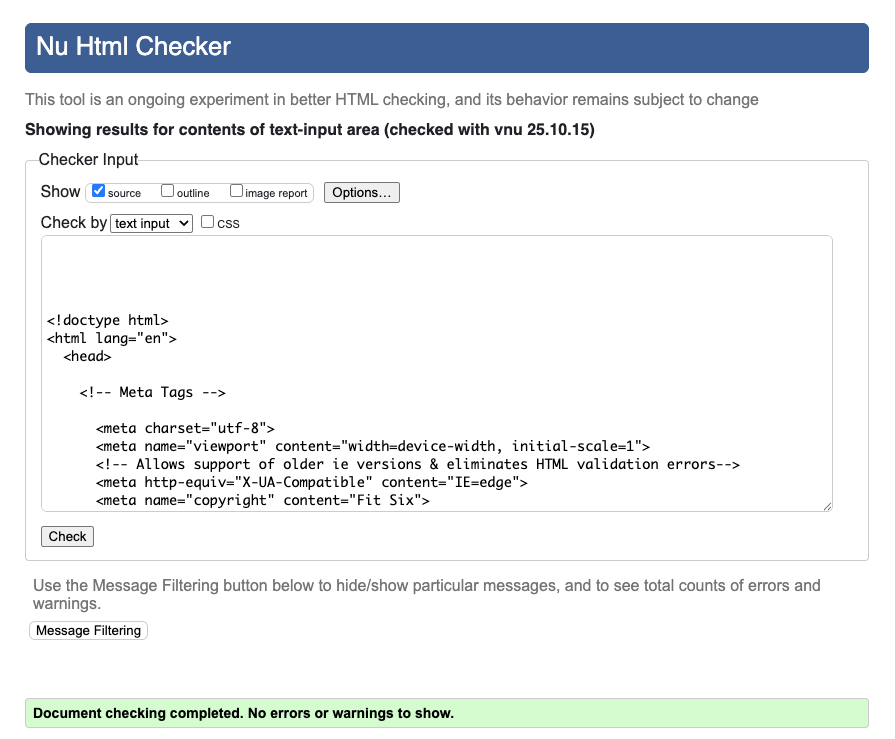 Nu Html Checker
This tool is an ongoing experiment in better HTML checking, and its behavior remains subject to change
Showing results for contents of text-input area (checked with vnu 25.10.15)
Checker Input
Show source outline image report Options…
Check by text input CSS
<!doctype html>
<html lang="en">
  <head>
    <!-- Meta Tags -->
      <meta charset="utf-8">
      <meta name="viewport" content="width=device-width, initial-scale=1">
      <!-- Allows support of older ie versions & eliminates HTML validation errors-->
      <meta http-equiv="X-UA-Compatible" content="IE=edge">
      <meta name="copyright" content="Fit Six">
Check
Use the Message Filtering button below to hide/show particular messages, and to see total counts of errors and
warnings.
Message Filtering
Document checking completed. No errors or warnings to show.